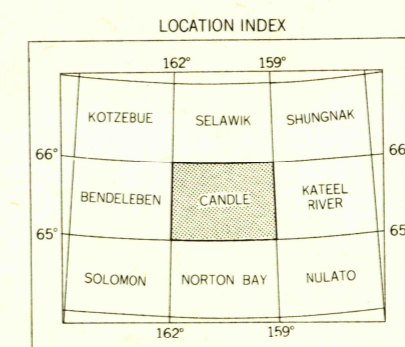 LOCATION INDEX
162° 159°
KOTZEBUE SELAWIK SHUNGNAK
66° 66
BENDELEBEN CANDLE KATEEL RIVER
65° 65
SOLOMON NORTON BAY NULATO
162° 159°